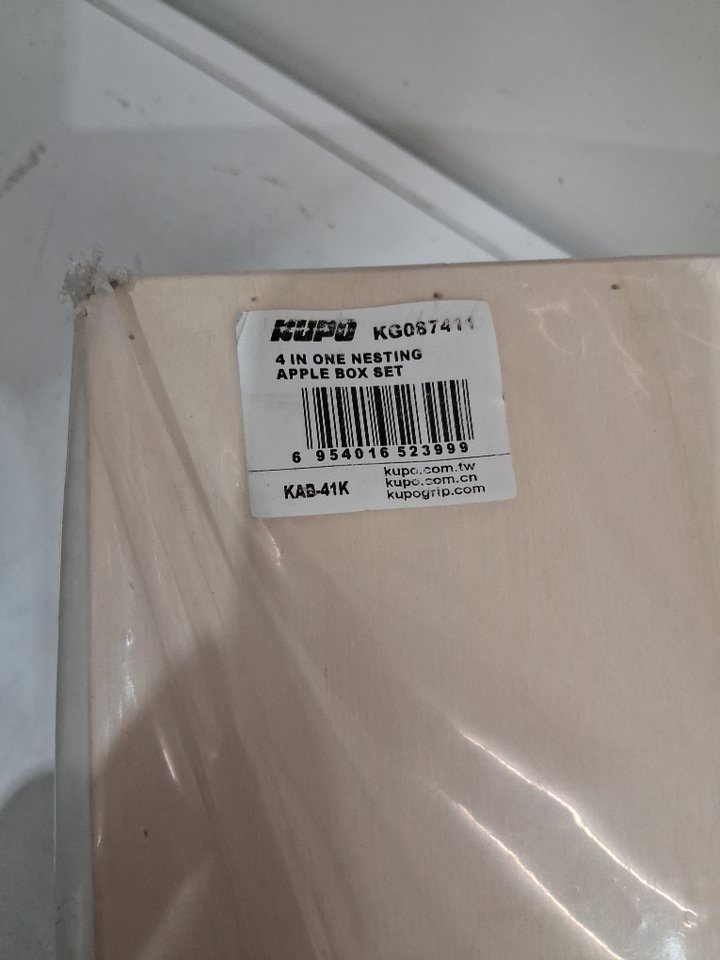 KUPO KG087411
4 IN ONE NESTING
APPLE BOX SET
6 954016 523999
KAB-41K
kupo.com.tw
kupo.com.cn
kupogrip.com